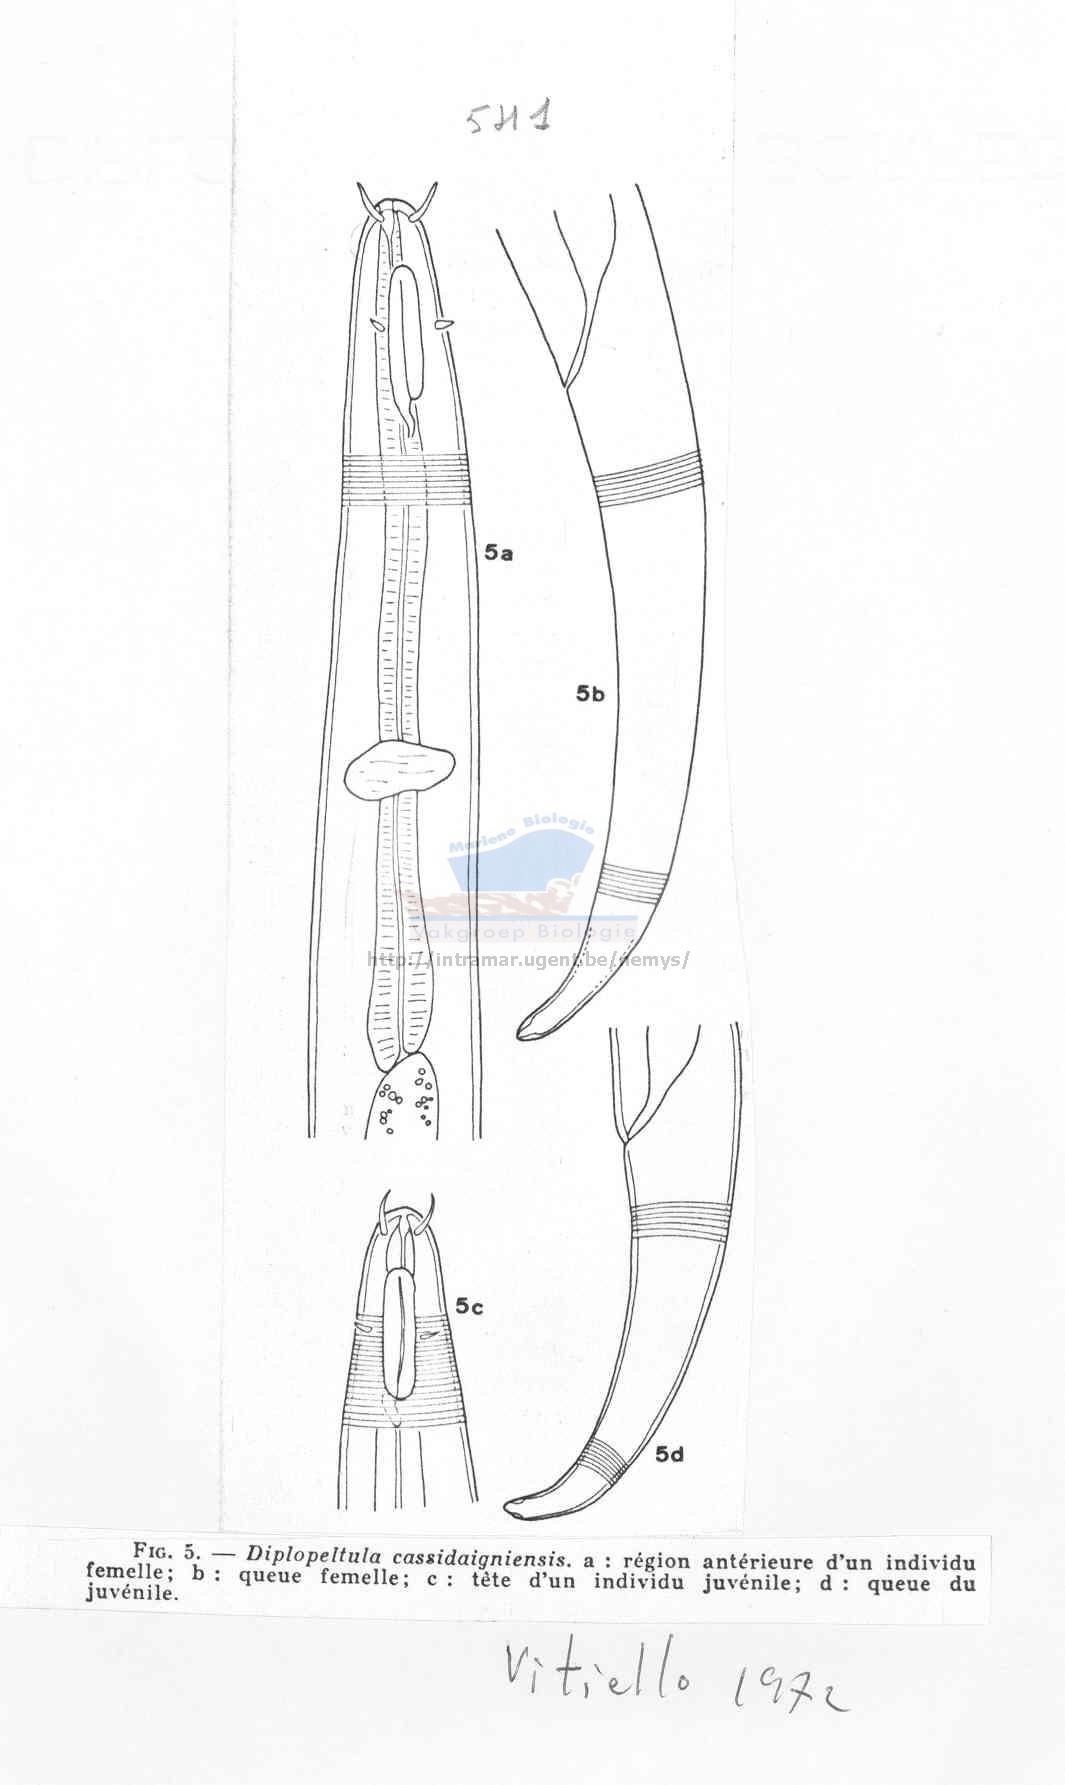 5H1
5a
5b
Mariene Biologie
Vakgroep Biologie
http://intramar.ugent.be/nemys/
5c
5d
FIG. 5. — Diplopeltula cassidaigniensis. a : région antérieure d'un individu
femelle; b : queue femelle; c : tête d'un individu juvénile; d : queue du
juvénile.
Vitiello 1972